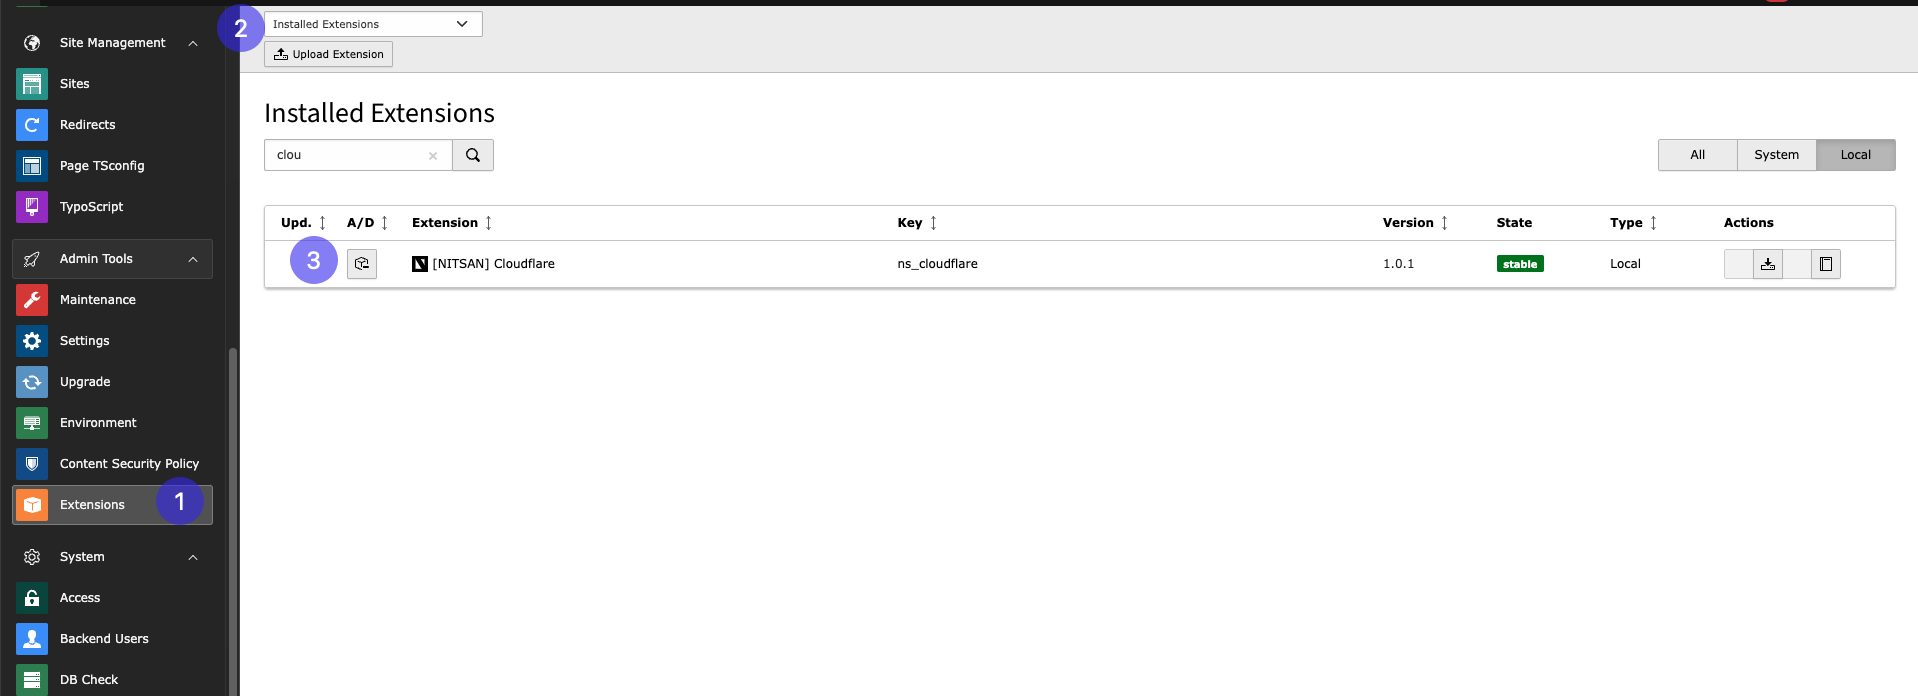 Site Management
Sites
Redirects
Page TSconfig
TypoScript
Admin Tools
Maintenance
Settings
Upgrade
Environment
Content Security Policy
Extensions
1
System
Access
Backend Users
DB Check
2
Installed Extensions
Upload Extension
Installed Extensions
clou
All System Local
Upd. A/D Extension Key Version State Type Actions
3 [NITSAN] Cloudflare ns_cloudflare 1.0.1 stable Local